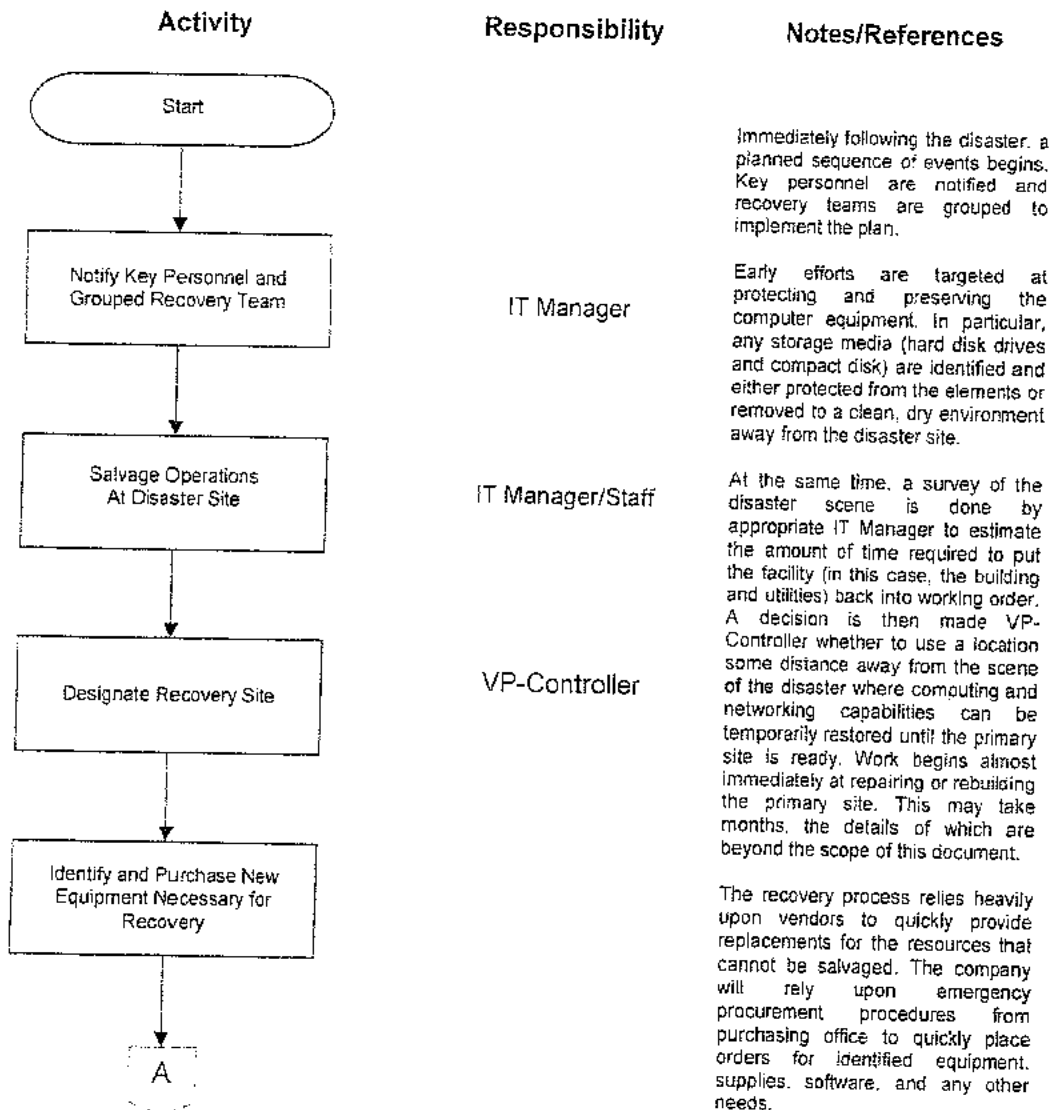 Activity
Responsibility
Notes/References
Start
Notify Key Personnel and
Grouped Recovery Team
IT Manager
Salvage Operations
At Disaster Site
IT Manager/Staff
Designate Recovery Site
VP-Controller
Identify and Purchase New
Equipment Necessary for
Recovery
A
Immediately following the disaster, a
planned sequence of events begins.
Key personnel are notified and
recovery teams are grouped to
implement the plan.
Early efforts are targeted at
protecting and preserving the
computer equipment. In particular,
any storage media (hard disk drives
and compact disk) are identified and
either protected from the elements or
removed to a clean, dry environment
away from the disaster site.
At the same time, a survey of the
disaster scene is done by
appropriate IT Manager to estimate
the amount of time required to put
the facility (in this case, the building
and utilities) back into working order.
A decision is then made VP-
Controller whether to use a location
some distance away from the scene
of the disaster where computing and
networking capabilities can be
temporarily restored until the primary
site is ready. Work begins almost
immediately at repairing or rebuilding
the primary site. This may take
months, the details of which are
beyond the scope of this document.
The recovery process relies heavily
upon vendors to quickly provide
replacements for the resources that
cannot be salvaged. The company
will rely upon emergency
procurement procedures from
purchasing office to quickly place
orders for identified equipment,
supplies, software, and any other
needs.